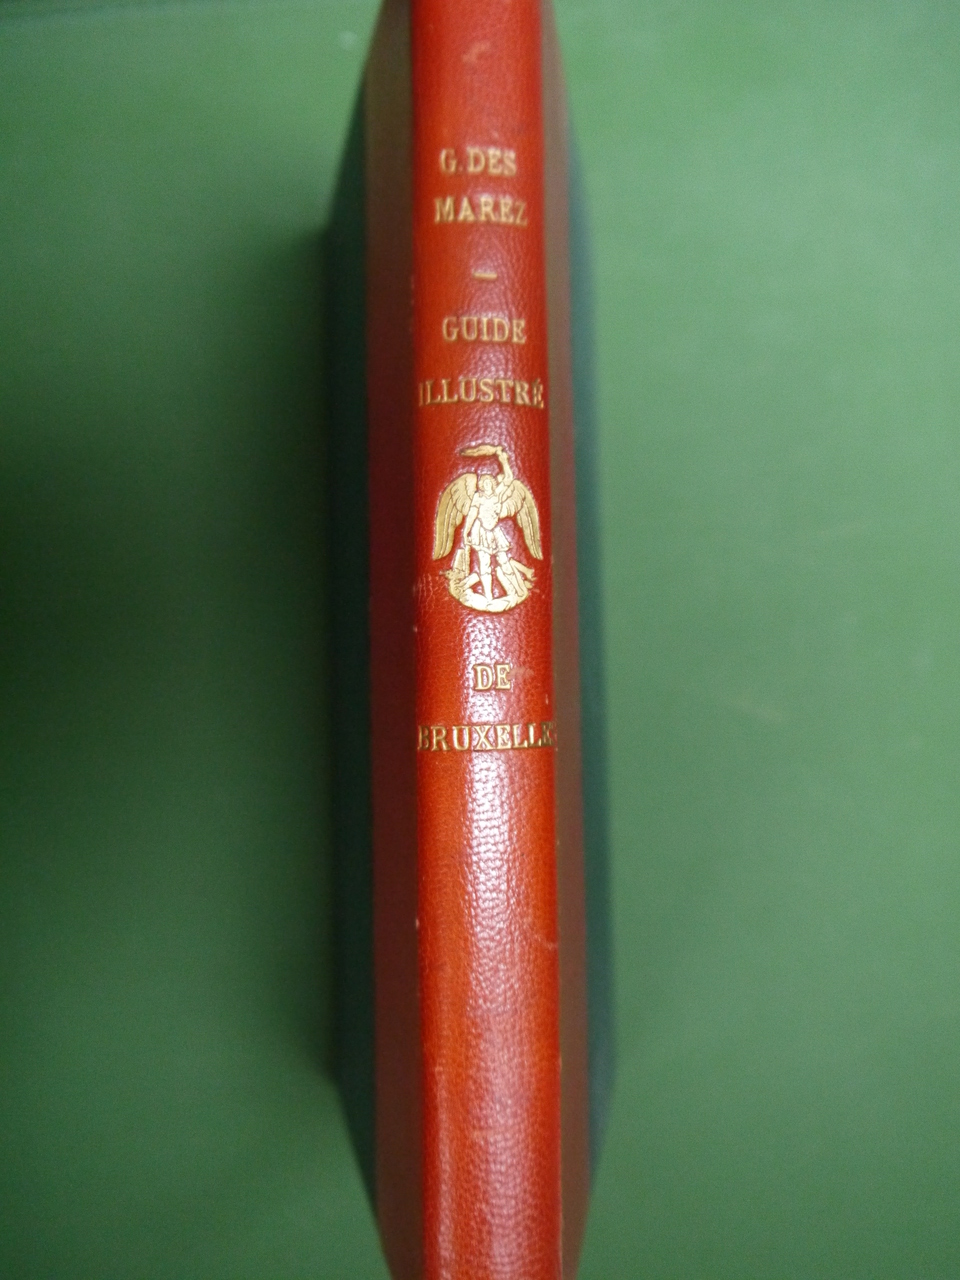 G. DES
MAREZ
—
GUIDE
ILLUSTRÉ
DE
BRUXELLES